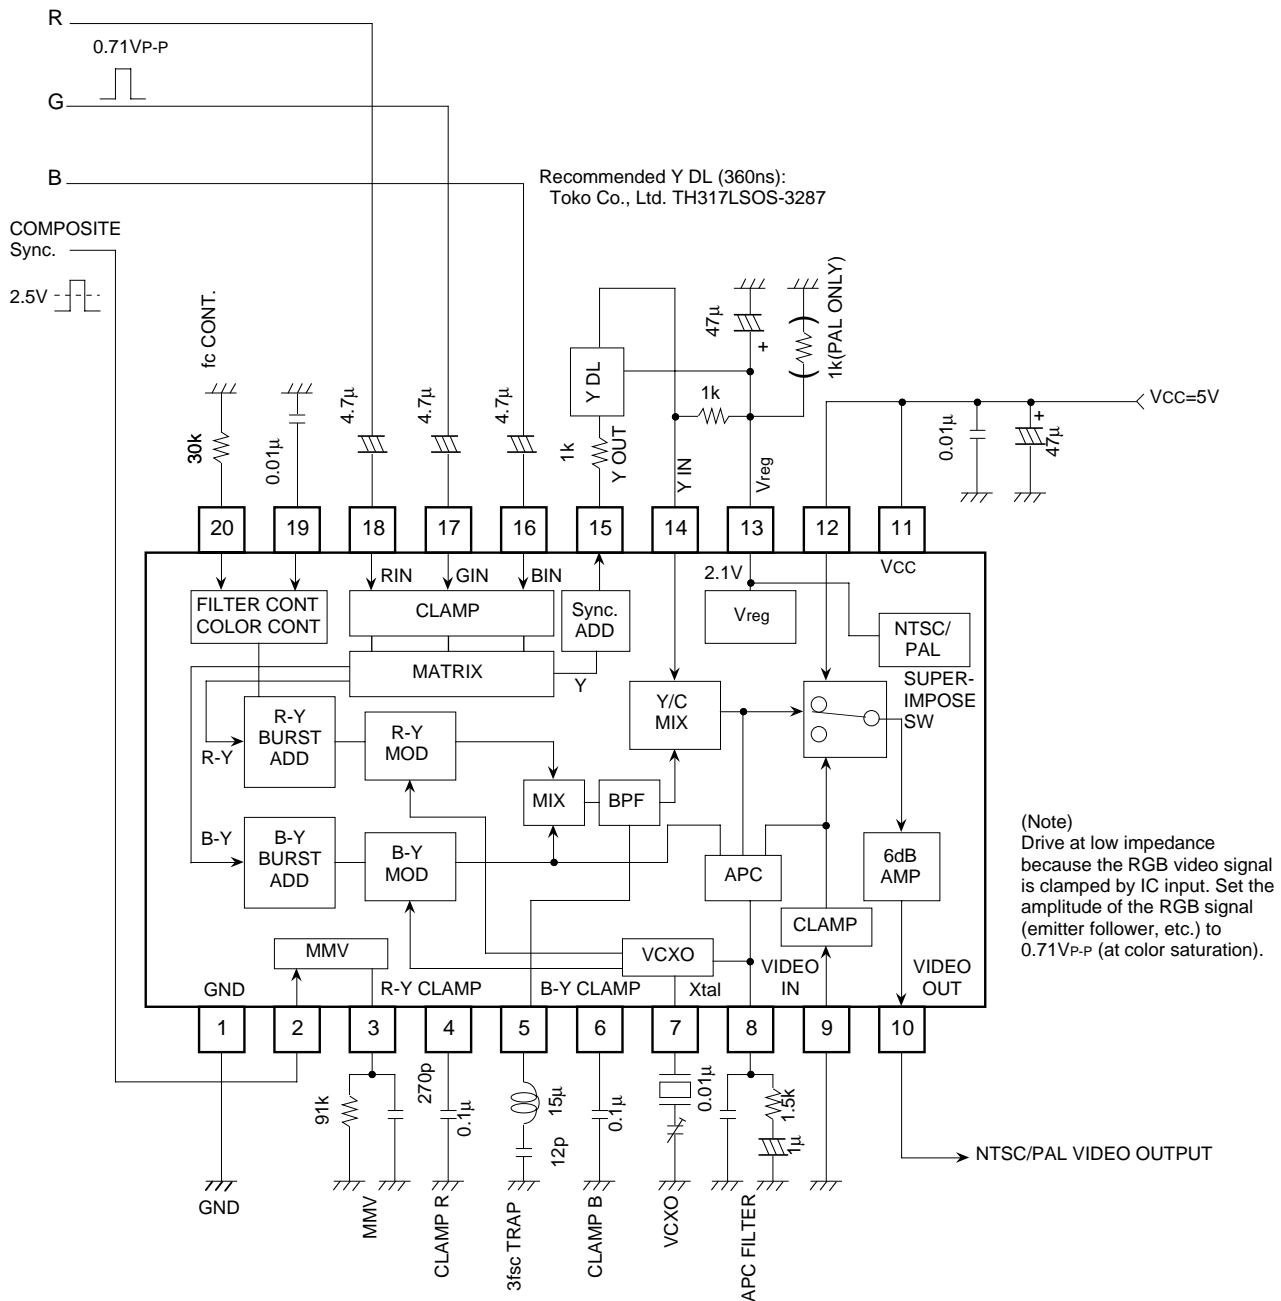 R
0.71VP-P
G
B
Recommended Y DL (360ns):
Toko Co., Ltd. TH317LSOS-3287
COMPOSITE
Sync.
2.5V
fc CONT.
30k
0.01µ
4.7µ
4.7µ
4.7µ
1k
Y OUT
Y DL
Y IN
1k
47µ
+
Vreg
1k(PAL ONLY)
VCC=5V
0.01µ
+
47µ
20
19
18
17
16
15
14
13
12
11
RIN
GIN
BIN
2.1V
VCC
FILTER CONT
COLOR CONT
CLAMP
Sync.
ADD
Vreg
NTSC/
PAL
MATRIX
Y
Y/C
MIX
SUPER-
IMPOSE
SW
R-Y
R-Y
BURST
ADD
R-Y
MOD
MIX
BPF
B-Y
B-Y
BURST
ADD
B-Y
MOD
APC
6dB
AMP
CLAMP
MMV
VCXO
GND
R-Y CLAMP
B-Y CLAMP
Xtal
VIDEO
IN
VIDEO
OUT
(Note)
Drive at low impedance
because the RGB video signal
is clamped by IC input. Set the
amplitude of the RGB signal
(emitter follower, etc.) to
0.71VP-P (at color saturation).
1
2
3
4
5
6
7
8
9
10
91k
270p
0.1µ
15µ
12p
0.1µ
0.01µ
1.5k
1µ
NTSC/PAL VIDEO OUTPUT
GND
MMV
CLAMP R
3fsc TRAP
CLAMP B
VCXO
APC FILTER